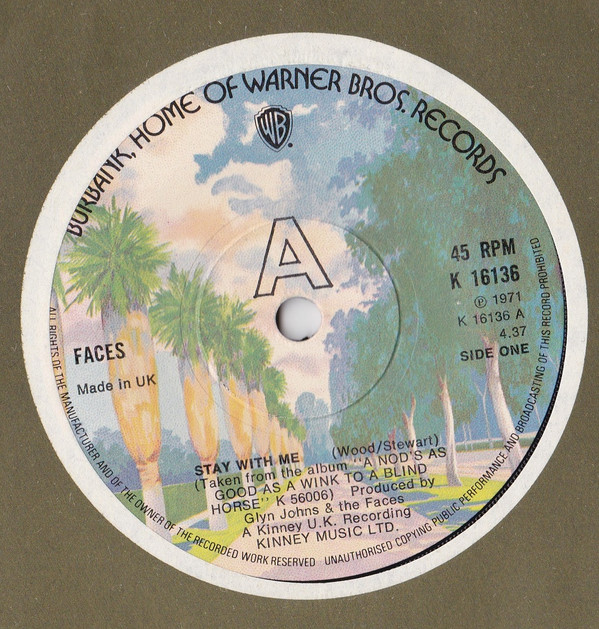 BURBANK, HOME OF WARNER BROS. RECORDS
WB
A
45 RPM
K 16136
℗ 1971
K 16136 A
4.37
SIDE ONE
FACES
Made in UK
STAY WITH ME (Wood/Stewart)
(Taken from the album "A NOD'S AS
GOOD AS A WINK TO A BLIND
HORSE" K 56006) Produced by
Glyn Johns & the Faces
A Kinney U.K. Recording
KINNEY MUSIC LTD.
ALL RIGHTS OF THE MANUFACTURER AND OF THE OWNER OF THE RECORDED WORK RESERVED UNAUTHORISED COPYING PUBLIC PERFORMANCE AND BROADCASTING OF THIS RECORD PROHIBITED